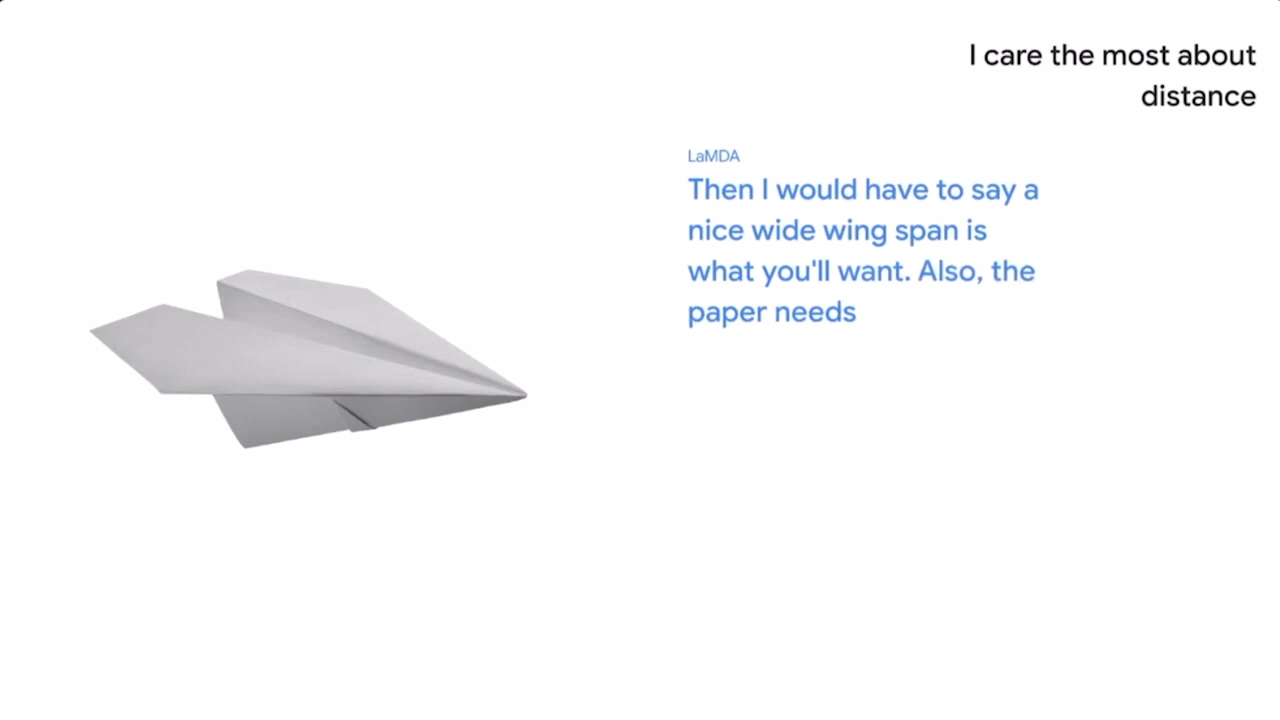 I care the most about
distance
LaMDA
Then I would have to say a
nice wide wing span is
what you'll want. Also, the
paper needs